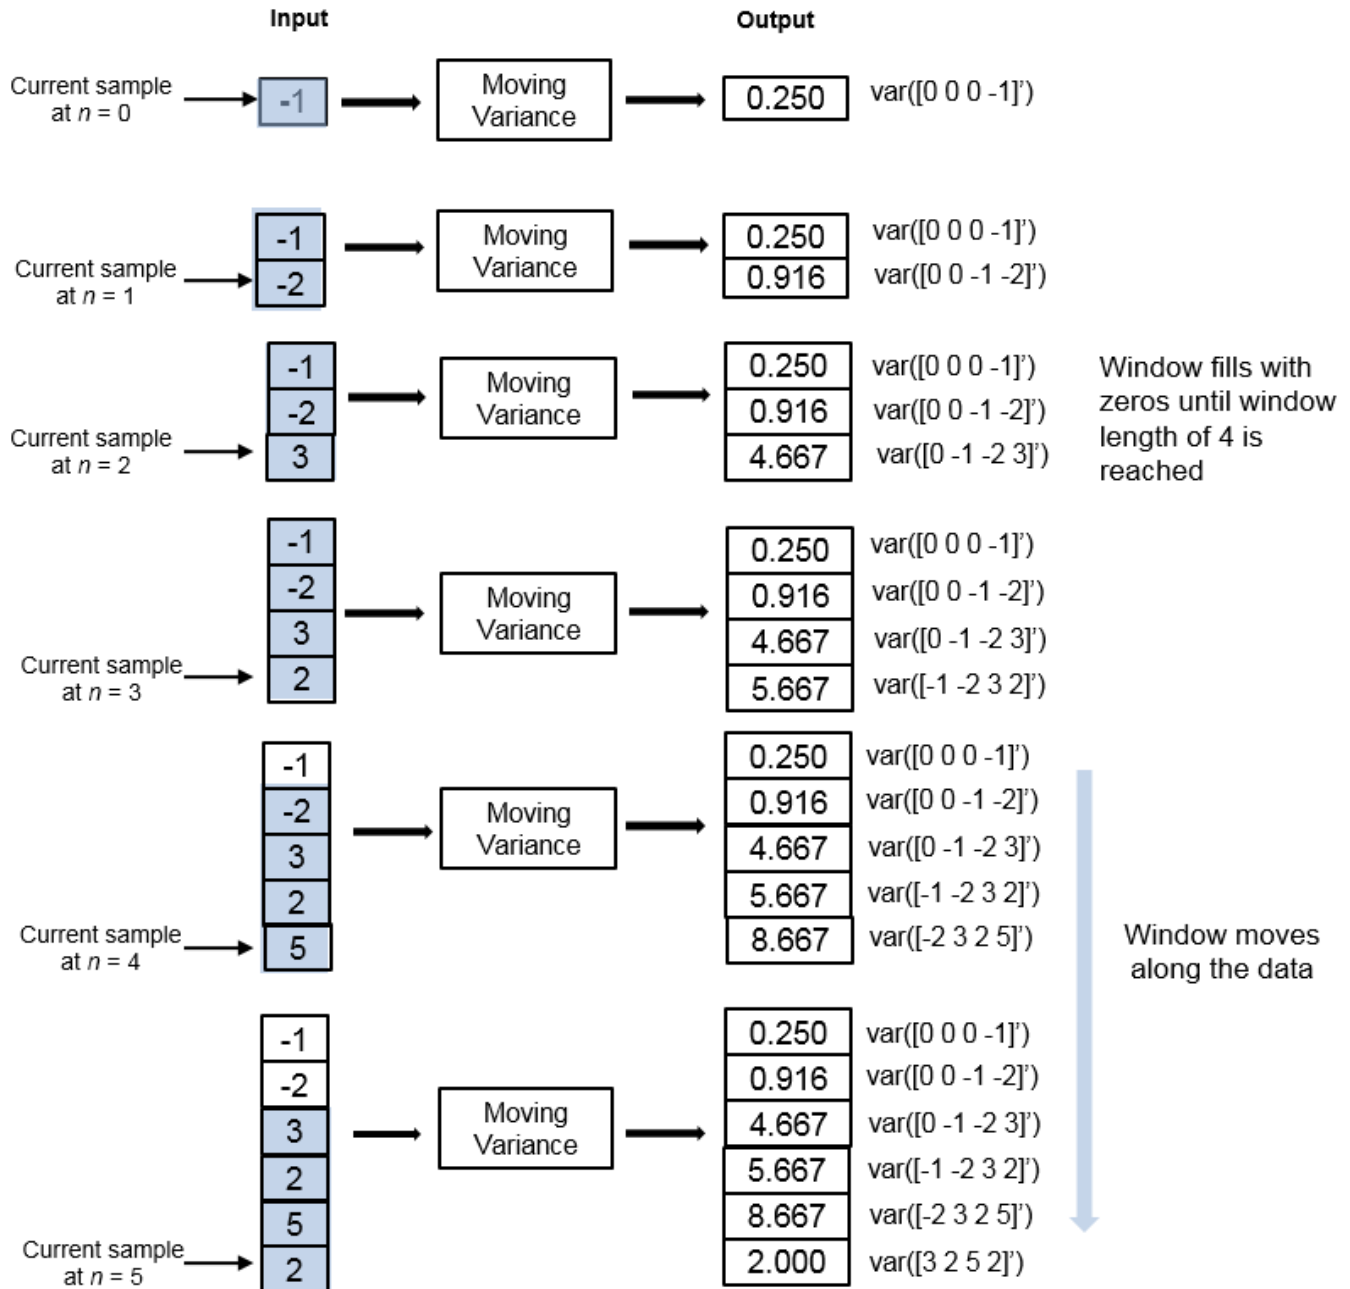 Input
Output
Current sample
at n = 0
-1
Moving
Variance
0.250
var([0 0 0 -1]')
-1
-2
Current sample
at n = 1
Moving
Variance
0.250
var([0 0 0 -1]')
0.916
var([0 0 -1 -2]')
-1
-2
3
Current sample
at n = 2
Moving
Variance
0.250
var([0 0 0 -1]')
0.916
var([0 0 -1 -2]')
4.667
var([0 -1 -2 3]')
Window fills with
zeros until window
length of 4 is
reached
-1
-2
3
2
Current sample
at n = 3
Moving
Variance
0.250
var([0 0 0 -1]')
0.916
var([0 0 -1 -2]')
4.667
var([0 -1 -2 3]')
5.667
var([-1 -2 3 2]')
-1
-2
3
2
5
Current sample
at n = 4
Moving
Variance
0.250
var([0 0 0 -1]')
0.916
var([0 0 -1 -2]')
4.667
var([0 -1 -2 3]')
5.667
var([-1 -2 3 2]')
8.667
var([-2 3 2 5]')
Window moves
along the data
-1
-2
3
2
5
2
Current sample
at n = 5
Moving
Variance
0.250
var([0 0 0 -1]')
0.916
var([0 0 -1 -2]')
4.667
var([0 -1 -2 3]')
5.667
var([-1 -2 3 2]')
8.667
var([-2 3 2 5]')
2.000
var([3 2 5 2]')